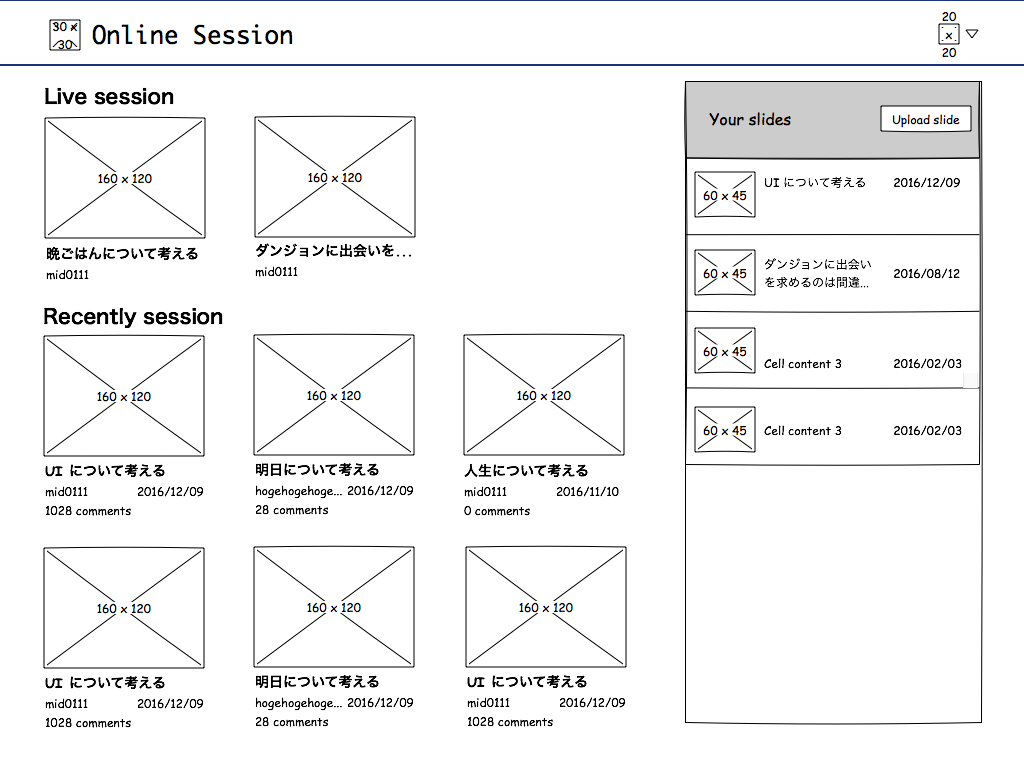 30 x
30
Online Session
20
x
20
Live session
160 x 120
160 x 120
晩ごはんについて考える
mid0111
ダンジョンに出会いを...
mid0111
Recently session
160 x 120
160 x 120
160 x 120
UI について考える
mid0111 2016/12/09
1028 comments
明日について考える
hogehogehoge... 2016/12/09
28 comments
人生について考える
mid0111 2016/11/10
0 comments
160 x 120
160 x 120
160 x 120
UI について考える
mid0111 2016/12/09
1028 comments
明日について考える
hogehogehoge... 2016/12/09
28 comments
UI について考える
mid0111 2016/12/09
1028 comments
Your slides
Upload slide
60 x 45
UI について考える
2016/12/09
60 x 45
ダンジョンに出会い
を求めるのは間違...
2016/08/12
60 x 45
Cell content 3
2016/02/03
60 x 45
Cell content 3
2016/02/03